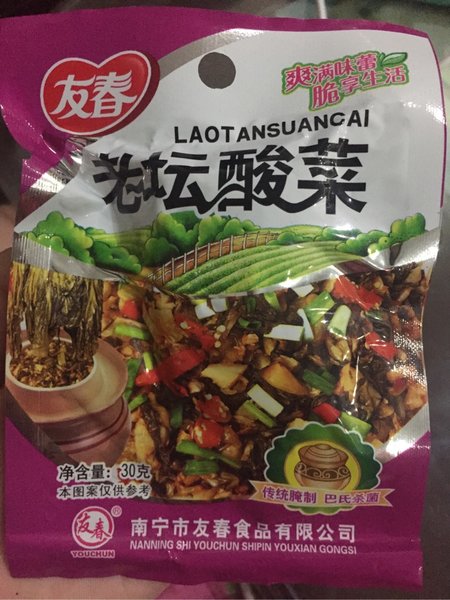 友春
爽满味蕾
脆享生活
LAOTANSUANCAI
老坛酸菜
净含量：30克
本图案仅供参考
传统腌制 巴氏杀菌
友春
®
YOUCHUN
南宁市友春食品有限公司
NANNING SHI YOUCHUN SHIPIN YOUXIAN GONGSI